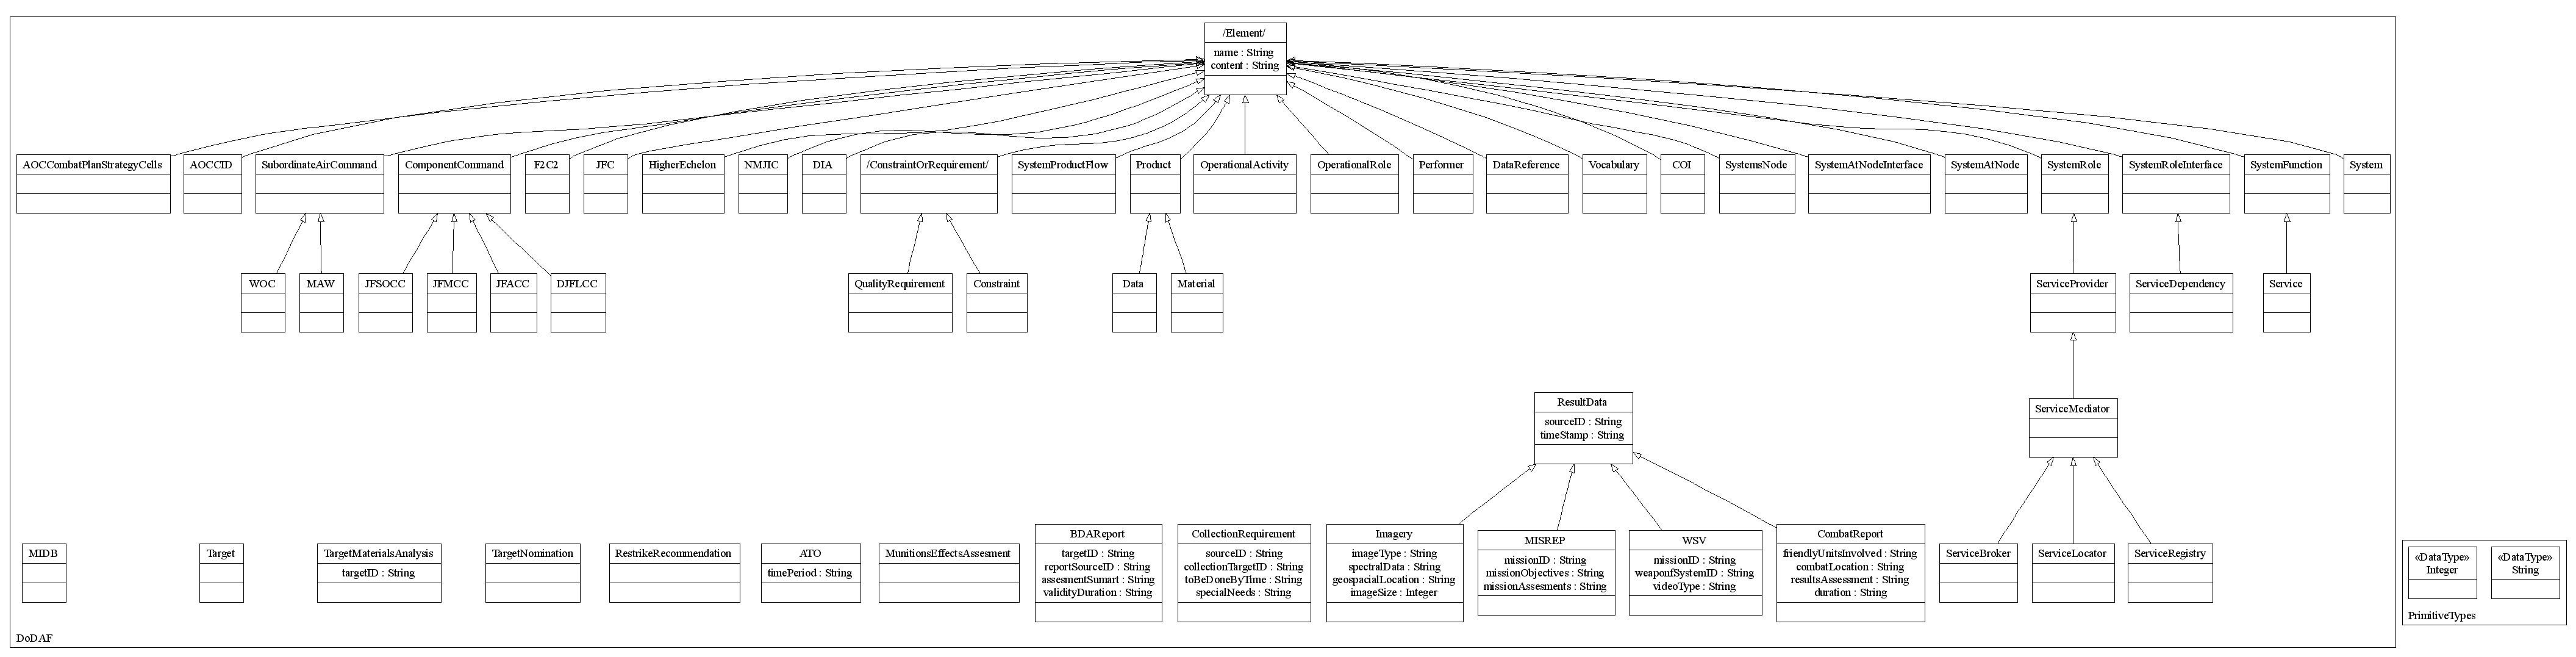 /Element/
name : String
content : String
AOCCombatPlanStrategyCells
AOCCID
SubordinateAirCommand
ComponentCommand
F2C2
JFC
HigherEchelon
NMJIC
DIA
/ConstraintOrRequirement/
SystemProductFlow
Product
OperationalActivity
OperationalRole
Performer
DataReference
Vocabulary
COI
SystemsNode
SystemAtNodeInterface
SystemAtNode
SystemRole
SystemRoleInterface
SystemFunction
System
WOC
MAW
JFSOCC
JFMCC
JFACC
DJFLCC
QualityRequirement
Constraint
Data
Material
ServiceProvider
ServiceDependency
Service
ResultData
sourceID : String
timeStamp : String
ServiceMediator
MIDB
Target
TargetMaterialsAnalysis
targetID : String
TargetNomination
RestrikeRecommendation
ATO
timePeriod : String
MunitionsEffectsAssesment
BDAReport
targetID : String
reportSourceID : String
assesmentSumart : String
validityDuration : String
CollectionRequirement
sourceID : String
collectionTargetID : String
toBeDoneByTime : String
specialNeeds : String
Imagery
imageType : String
spectralData : String
geospacialLocation : String
imageSize : Integer
MISREP
missionID : String
missionObjectives : String
missionAssesments : String
WSV
missionID : String
weaponfSystemID : String
videoType : String
CombatReport
friendlyUnitsInvolved : String
combatLocation : String
resultsAssessment : String
duration : String
ServiceBroker
ServiceLocator
ServiceRegistry
DoDAF
«DataType»
Integer
«DataType»
String
PrimitiveTypes